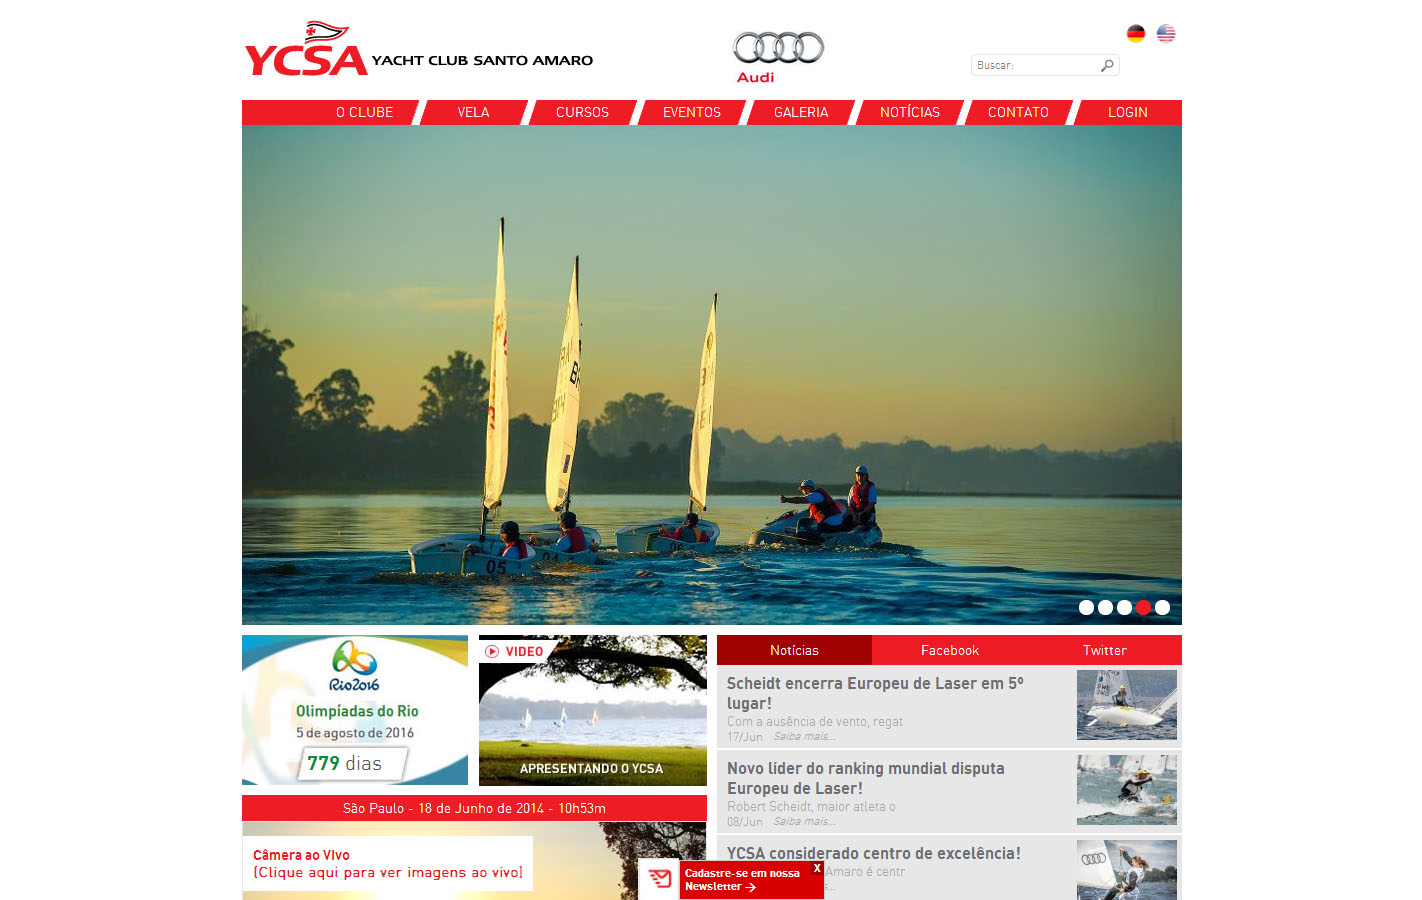 YCSA YACHT CLUB SANTO AMARO
Audi
Buscar:
O CLUBE
VELA
CURSOS
EVENTOS
GALERIA
NOTÍCIAS
CONTATO
LOGIN
05
04
06
Rio2016
Olimpíadas do Rio
5 de agosto de 2016
779 dias
VIDEO
APRESENTANDO O YCSA
Notícias
Facebook
Twitter
Scheidt encerra Europeu de Laser em 5º
lugar!
Com a ausência de vento, regat
17/Jun Saiba mais...
Novo líder do ranking mundial disputa
Europeu de Laser!
Robert Scheidt, maior atleta o
08/Jun Saiba mais...
YCSA considerado centro de excelência!
Amaro é centr
São Paulo - 18 de Junho de 2014 - 10h53m
Câmera ao Vivo
(Clique aqui para ver imagens ao vivo)
Cadastre-se em nossa
Newsletter
X